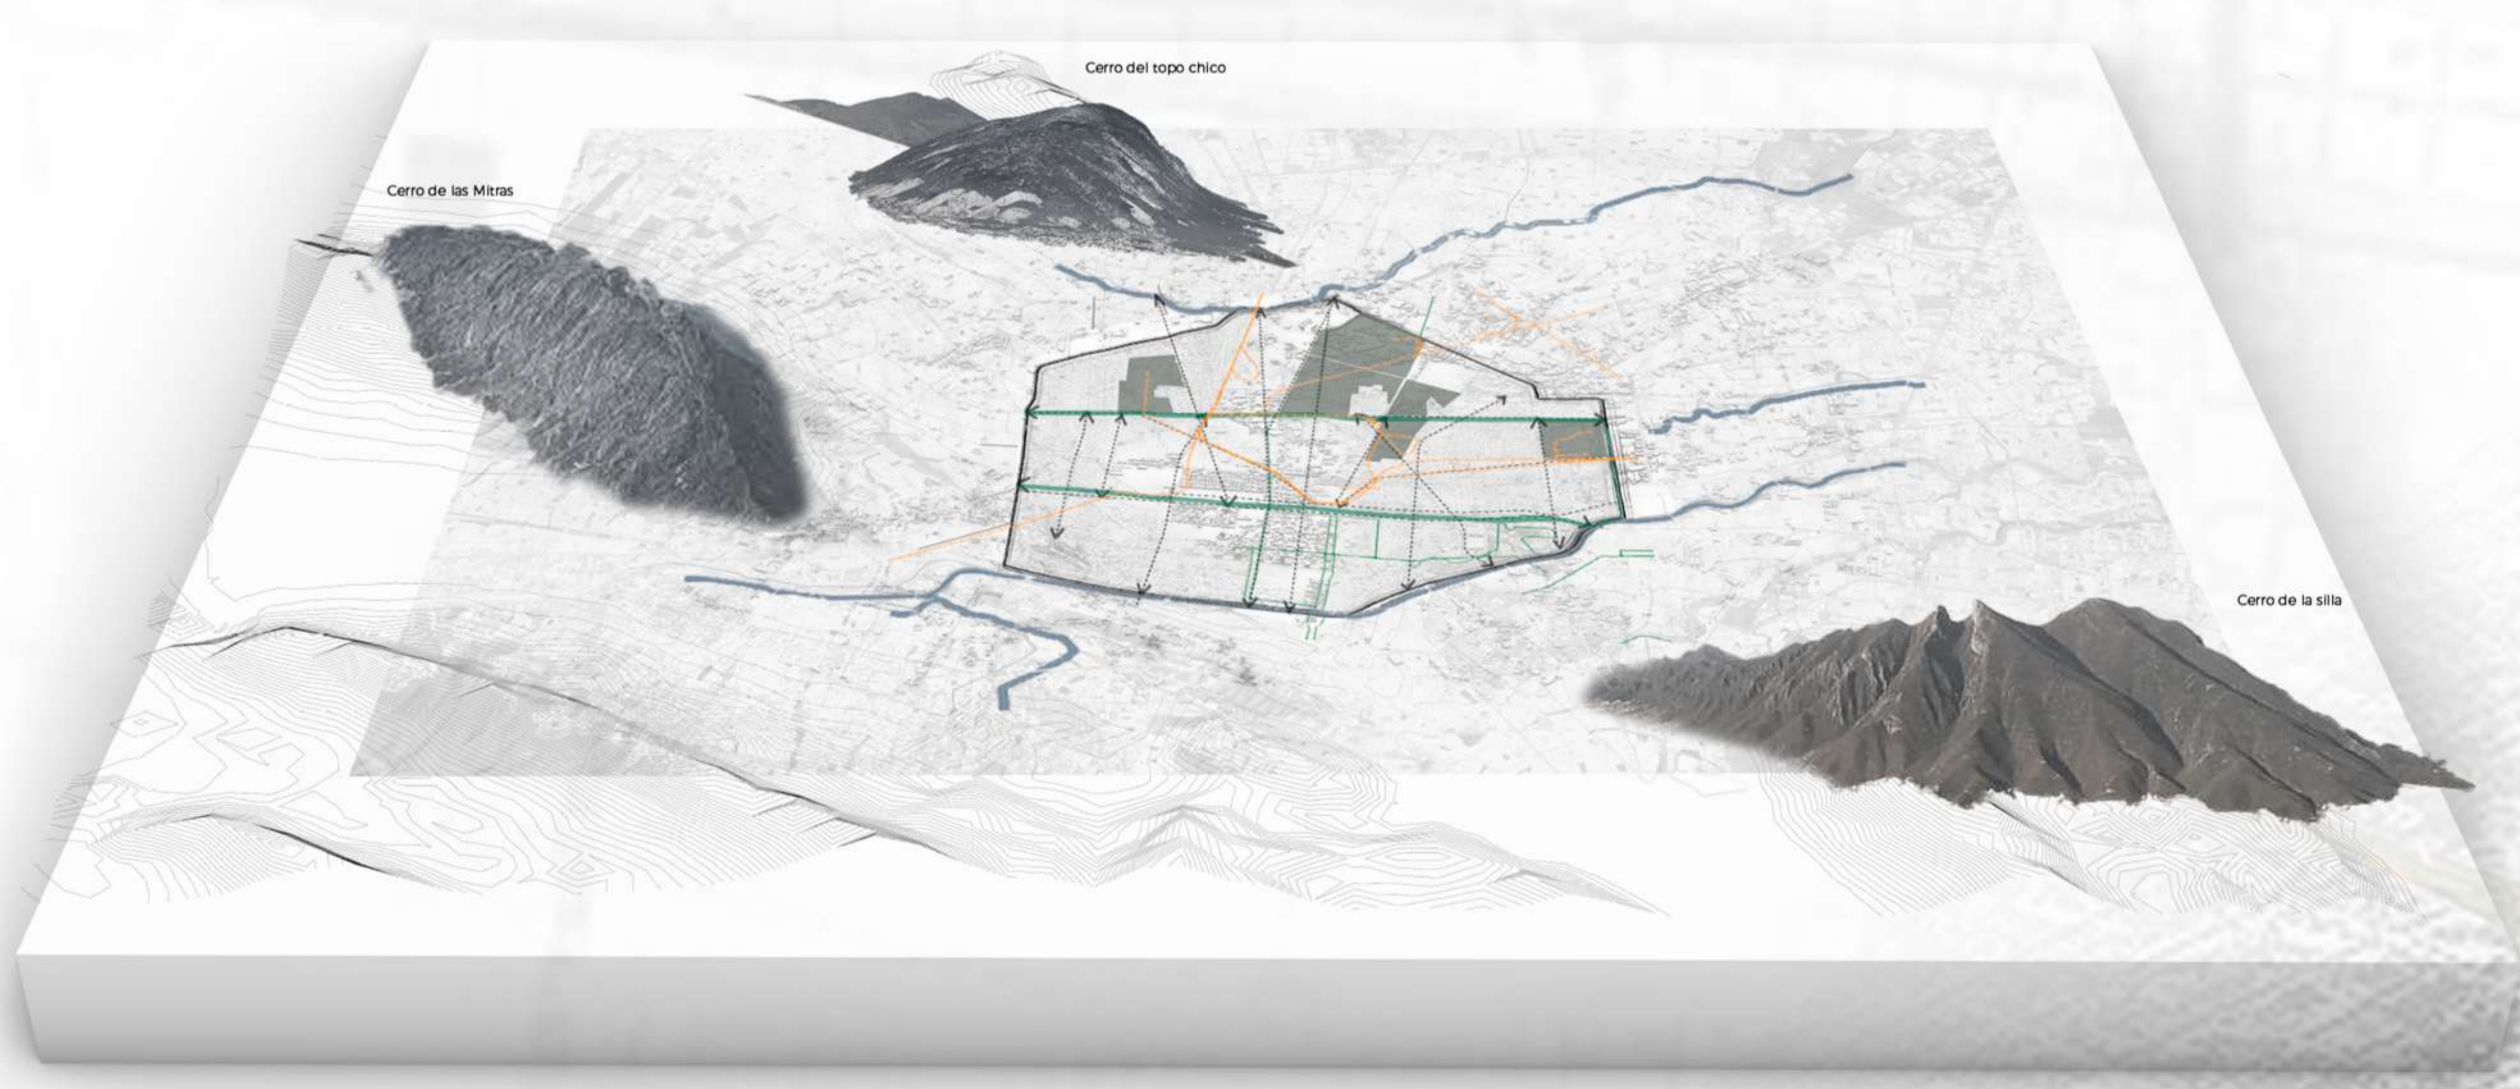 Cerro del topo chico
Cerro de las Mitras
Cerro de la silla